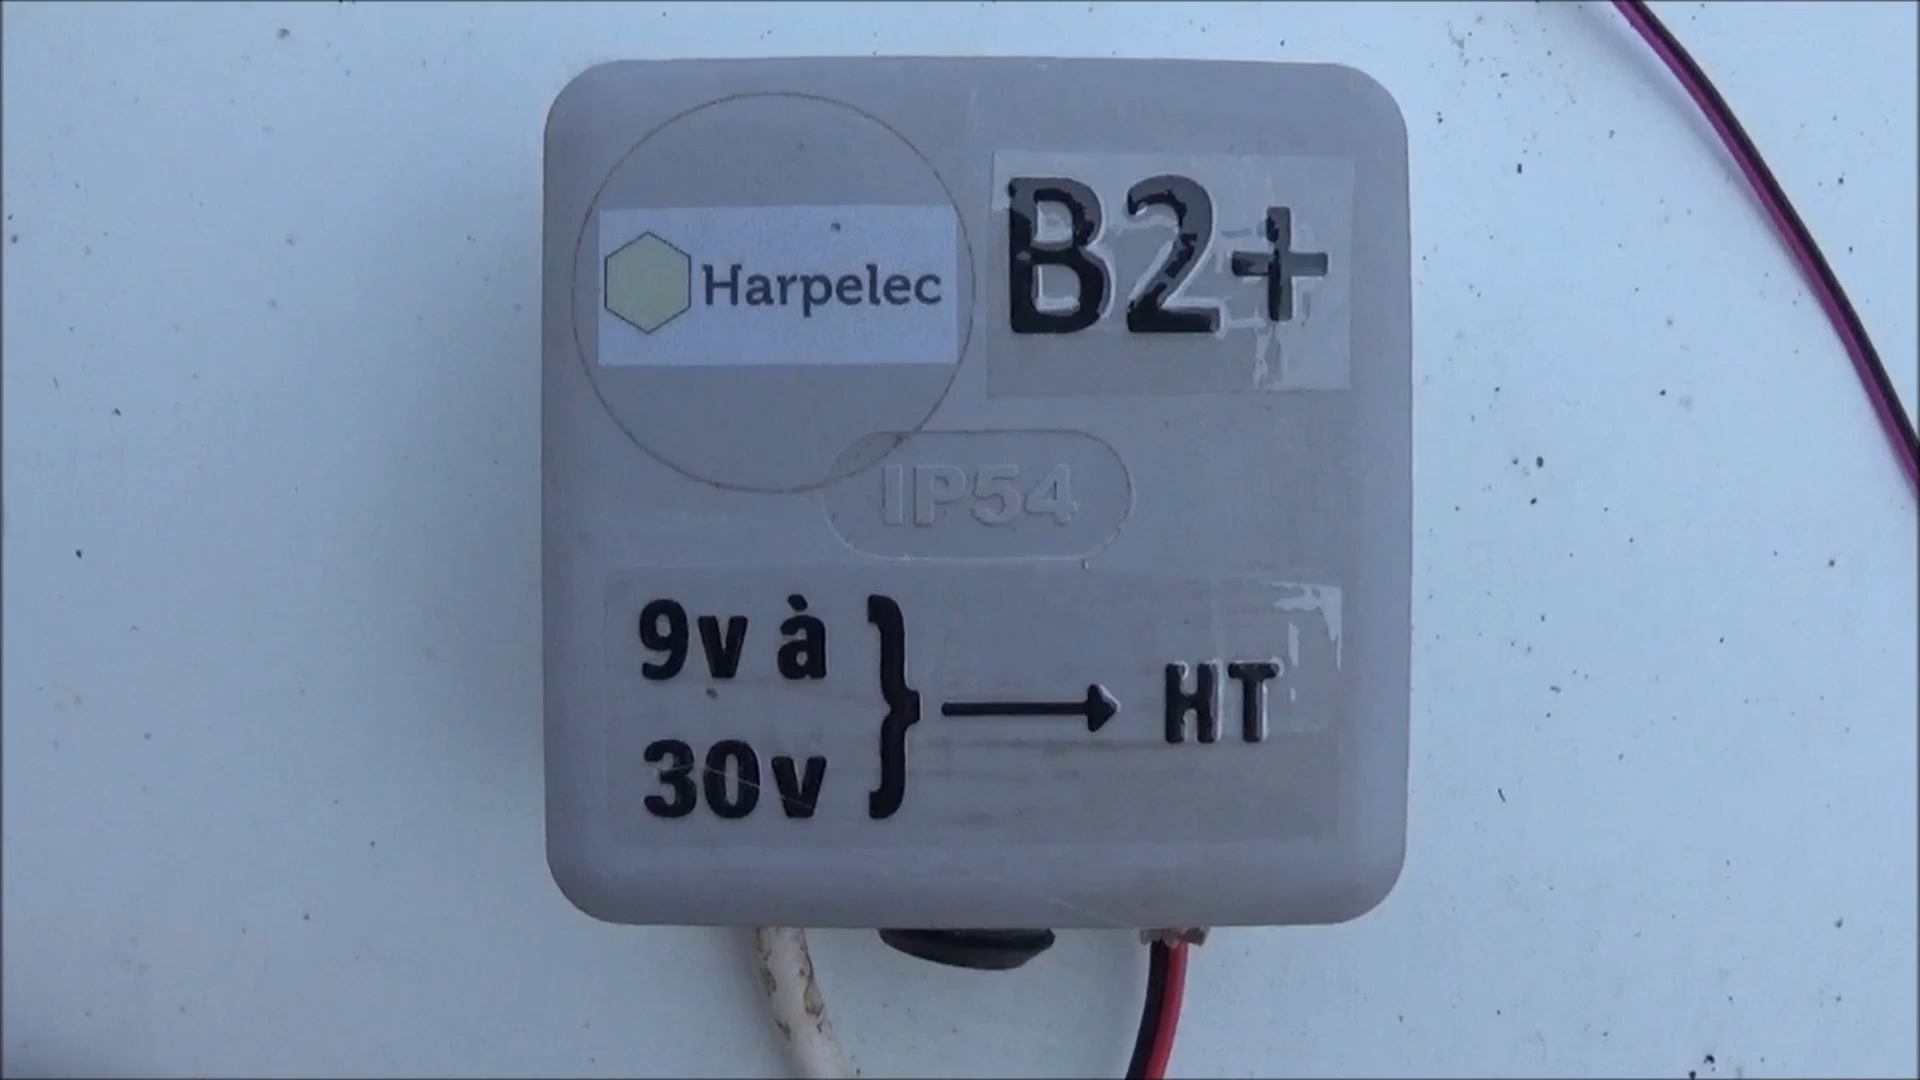 Harpelec
B2+
IP54
9v à
30v
} → HT